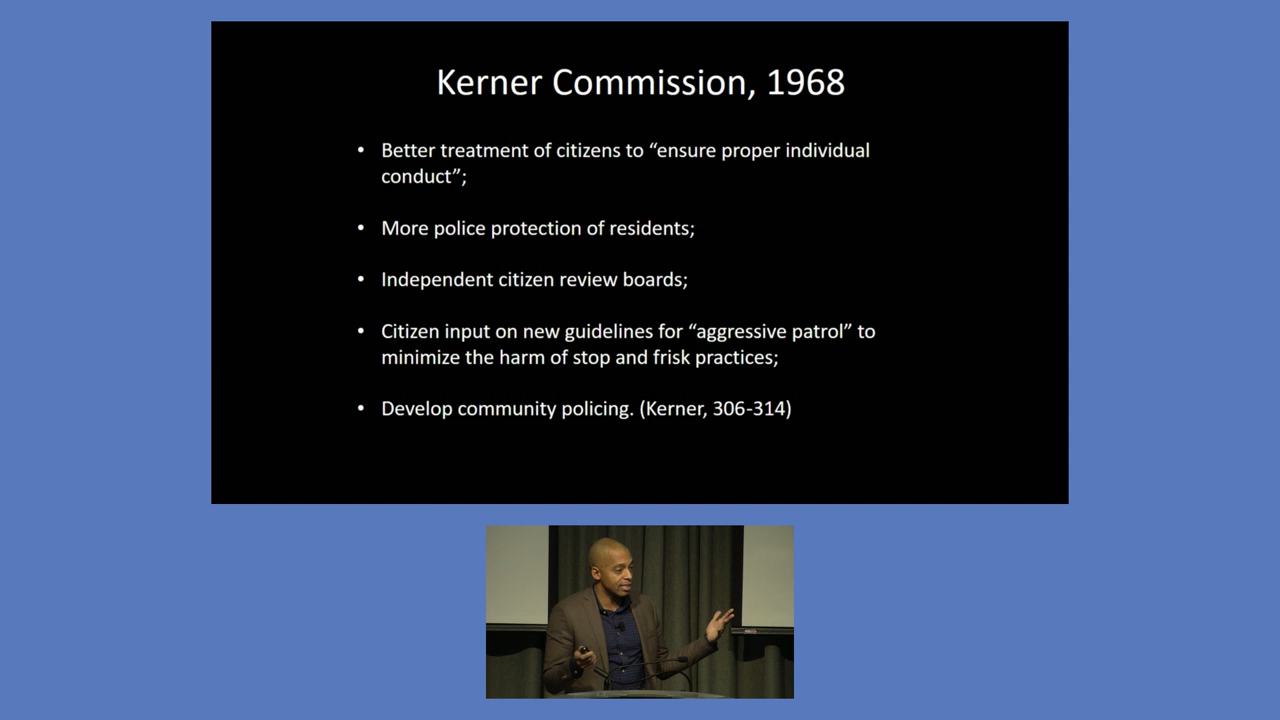 Kerner Commission, 1968
• Better treatment of citizens to “ensure proper individual
conduct”;
• More police protection of residents;
• Independent citizen review boards;
• Citizen input on new guidelines for “aggressive patrol” to
minimize the harm of stop and frisk practices;
• Develop community policing. (Kerner, 306-314)